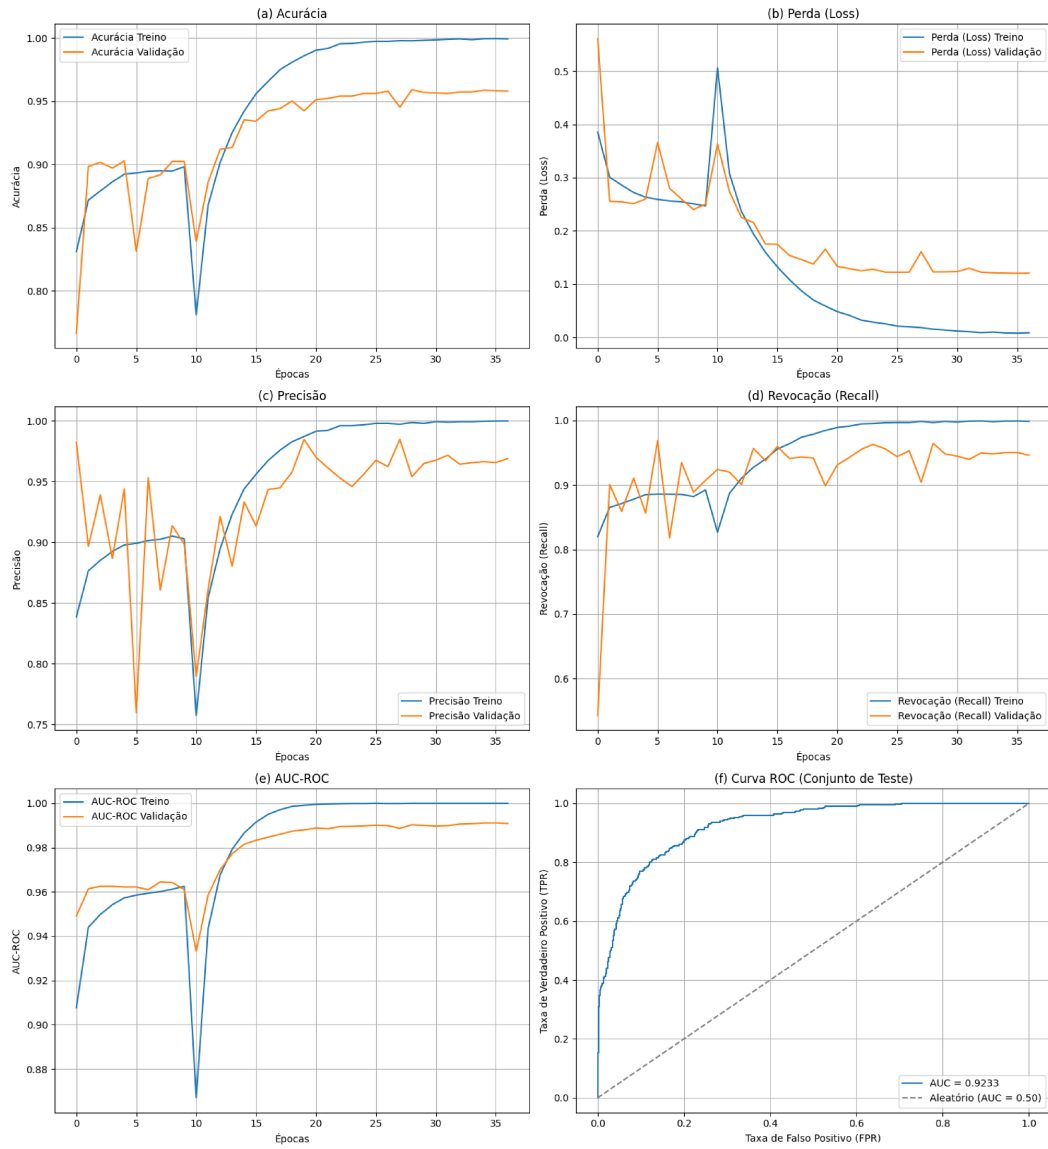 (a) Acurácia
Acurácia Treino
Acurácia Validação
1.00
0.95
0.90
0.85
0.80
Acurácia
0 5 10 15 20 25 30 35
Épocas
(b) Perda (Loss)
Perda (Loss) Treino
Perda (Loss) Validação
0.5
0.4
0.3
0.2
0.1
0.0
Perda (Loss)
0 5 10 15 20 25 30 35
Épocas
(c) Precisão
1.00
0.95
0.90
0.85
0.80
0.75
Precisão
Precisão Treino
Precisão Validação
0 5 10 15 20 25 30 35
Épocas
(d) Revocação (Recall)
1.0
0.9
0.8
0.7
0.6
Revocação (Recall)
Revocação (Recall) Treino
Revocação (Recall) Validação
0 5 10 15 20 25 30 35
Épocas
(e) AUC-ROC
AUC-ROC Treino
AUC-ROC Validação
1.00
0.98
0.96
0.94
0.92
0.90
0.88
AUC-ROC
0 5 10 15 20 25 30 35
Épocas
(f) Curva ROC (Conjunto de Teste)
1.0
0.8
0.6
0.4
0.2
0.0
Taxa de Verdadeiro Positivo (TPR)
AUC = 0.9233
Aleatório (AUC = 0.50)
0.0 0.2 0.4 0.6 0.8 1.0
Taxa de Falso Positivo (FPR)